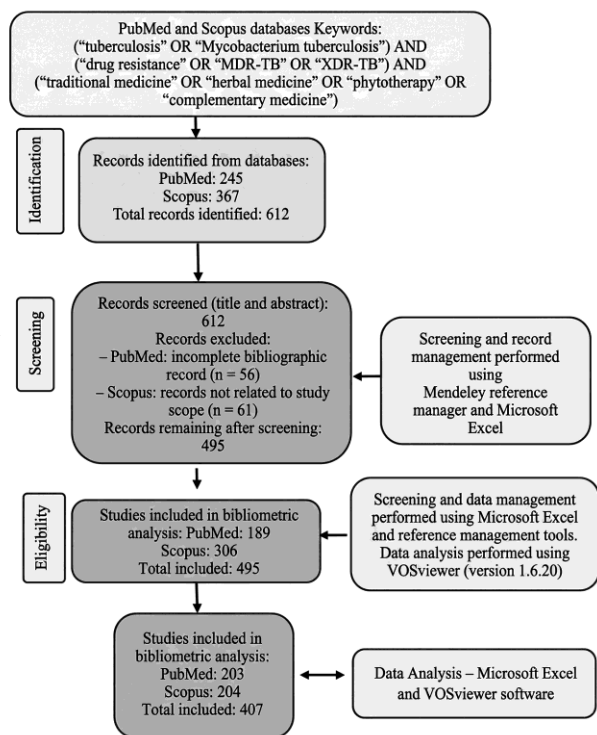 PubMed and Scopus databases Keywords:
(“tuberculosis” OR “Mycobacterium tuberculosis”) AND
(“drug resistance” OR “MDR-TB” OR “XDR-TB”) AND
(“traditional medicine” OR “herbal medicine” OR “phytotherapy” OR
“complementary medicine”)
Identification
Records identified from databases:
PubMed: 245
Scopus: 367
Total records identified: 612
Screening
Records screened (title and abstract):
612
Records excluded:
– PubMed: incomplete bibliographic
record (n = 56)
– Scopus: records not related to study
scope (n = 61)
Records remaining after screening:
495
Screening and record
management performed
using
Mendeley reference
manager and Microsoft
Excel
Eligibility
Studies included in bibliometric
analysis: PubMed: 189
Scopus: 306
Total included: 495
Screening and data management
performed using Microsoft Excel
and reference management tools.
Data analysis performed using
VOSviewer (version 1.6.20)
Studies included in
bibliometric analysis:
PubMed: 203
Scopus: 204
Total included: 407
Data Analysis – Microsoft Excel
and VOSviewer software